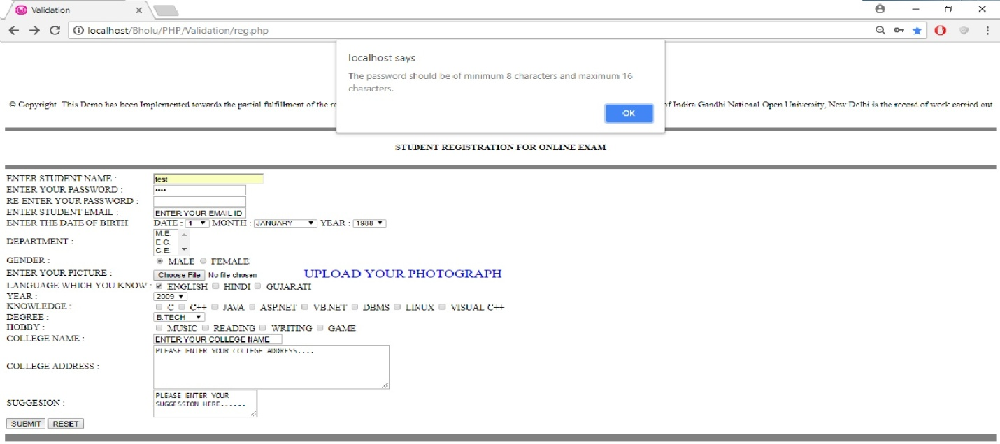 Validation
localhost/Bholu/PHP/Validation/reg.php
localhost says
The password should be of minimum 8 characters and maximum 16
characters.
OK
© Copyright This Demo has been Implemented towards the partial fulfillment of the re of Indira Gandhi National Open University, New Delhi is the record of work carried out
STUDENT REGISTRATION FOR ONLINE EXAM
ENTER STUDENT NAME : test
ENTER YOUR PASSWORD : ••••
RE ENTER YOUR PASSWORD :
ENTER STUDENT EMAIL : ENTER YOUR EMAIL ID
ENTER THE DATE OF BIRTH DATE : 1 MONTH : JANUARY YEAR : 1988
M.E.
DEPARTMENT : E.C.
C.E.
GENDER : MALE FEMALE
ENTER YOUR PICTURE : Choose File No file chosen UPLOAD YOUR PHOTOGRAPH
LANGUAGE WHICH YOU KNOW : ENGLISH HINDI GUJARATI
YEAR : 2009
KNOWLEDGE : C C++ JAVA ASP.NET VB.NET DBMS LINUX VISUAL C++
DEGREE : B.TECH
HOBBY : MUSIC READING WRITING GAME
COLLEGE NAME : ENTER YOUR COLLEGE NAME
PLEASE ENTER YOUR COLLEGE ADDRESS....
COLLEGE ADDRESS :
PLEASE ENTER YOUR
SUGGESION : SUGGESSION HERE......
SUBMIT RESET